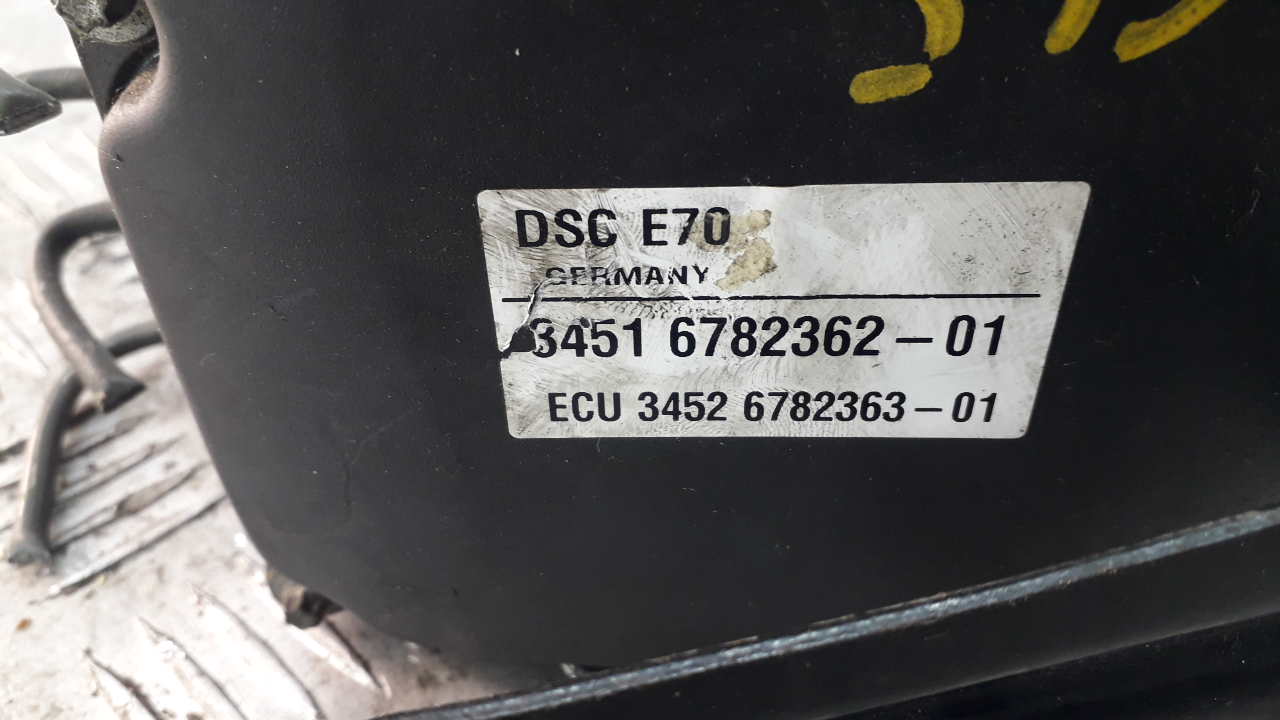 DSC E70
GERMANY
3451 6782362-01
ECU 3452 6782363-01